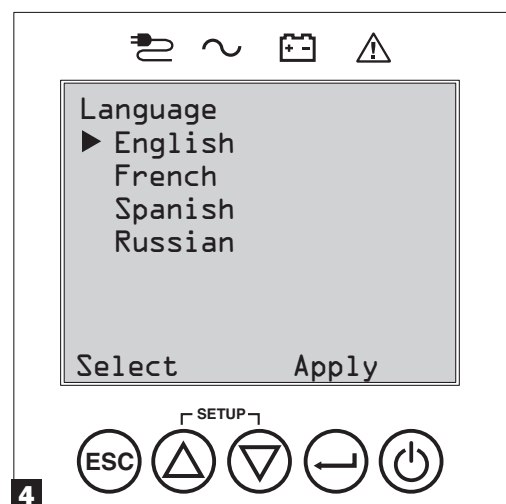 Language
English
French
Spanish
Russian
Select Apply
SETUP
ESC
4